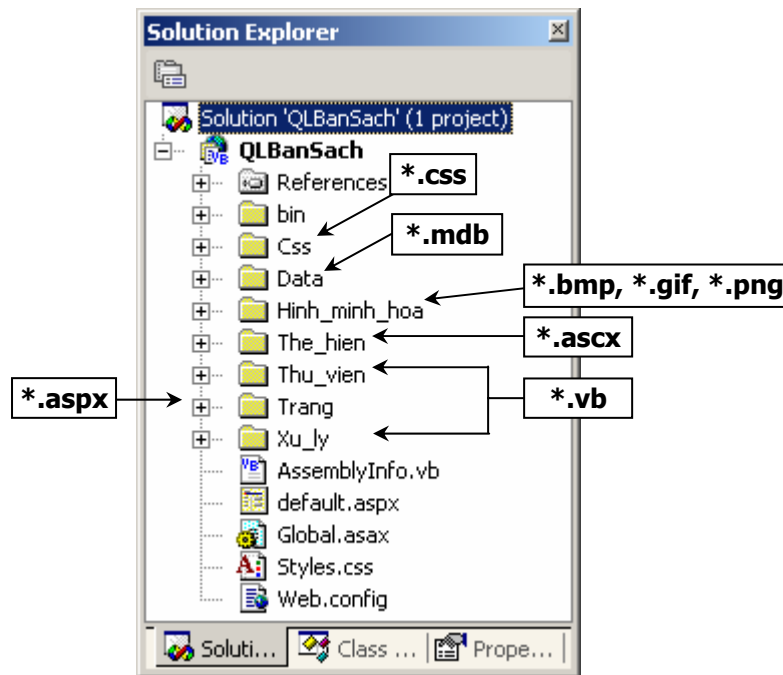 Solution Explorer
Solution 'QLBanSach' (1 project)
QLBanSach
References
*.css
bin
Css
*.mdb
Data
*.bmp, *.gif, *.png
Hinh_minh_hoa
The_hien
*.ascx
Thu_vien
*.aspx
Trang
*.vb
Xu_ly
AssemblyInfo.vb
default.aspx
Global.asax
Styles.css
Web.config
Soluti... Class ... Prope...